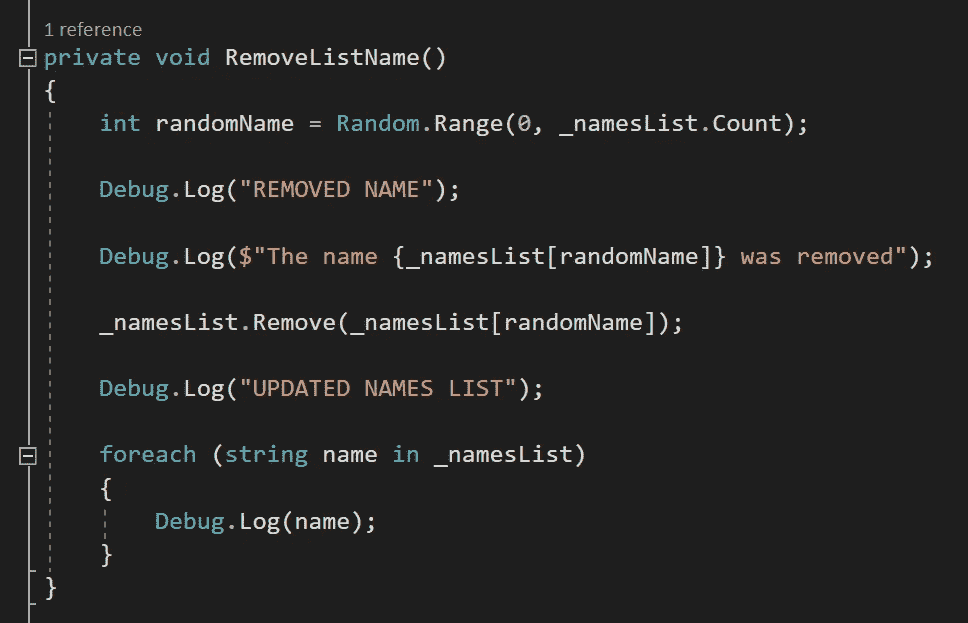 1 reference
private void RemoveListName()
{
int randomName = Random.Range(0, _namesList.Count);
Debug.Log("REMOVED NAME");
Debug.Log($"The name {_namesList[randomName]} was removed");
_namesList.Remove(_namesList[randomName]);
Debug.Log("UPDATED NAMES LIST");
foreach (string name in _namesList)
{
Debug.Log(name);
}
}